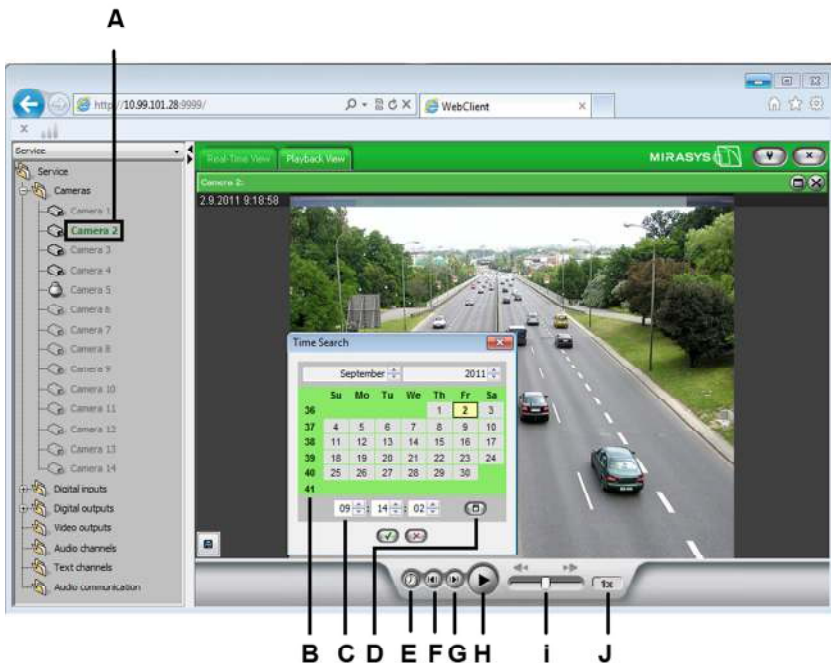 A
http://10.99.101.28:9999/
WebClient
Service
Real-Time View
Playback View
MIRASYS
Service
Camera 2:
Cameras
2.9.2011 9:18:58
Camera 1
Camera 2
Camera 3
Camera 4
Camera 5
Camera 6
Camera 7
Camera 8
Camera 9
Camera 10
Camera 11
Camera 12
Camera 13
Camera 14
Digital inputs
Digital outputs
Video outputs
Audio channels
Text channels
Audio communication
Time Search
September 2011
Su Mo Tu We Th Fr Sa
36 1 2 3
37 4 5 6 7 8 9 10
38 11 12 13 14 15 16 17
39 18 19 20 21 22 23 24
40 25 26 27 28 29 30
41
09 : 14 : 02
1x
B C D E F G H i J